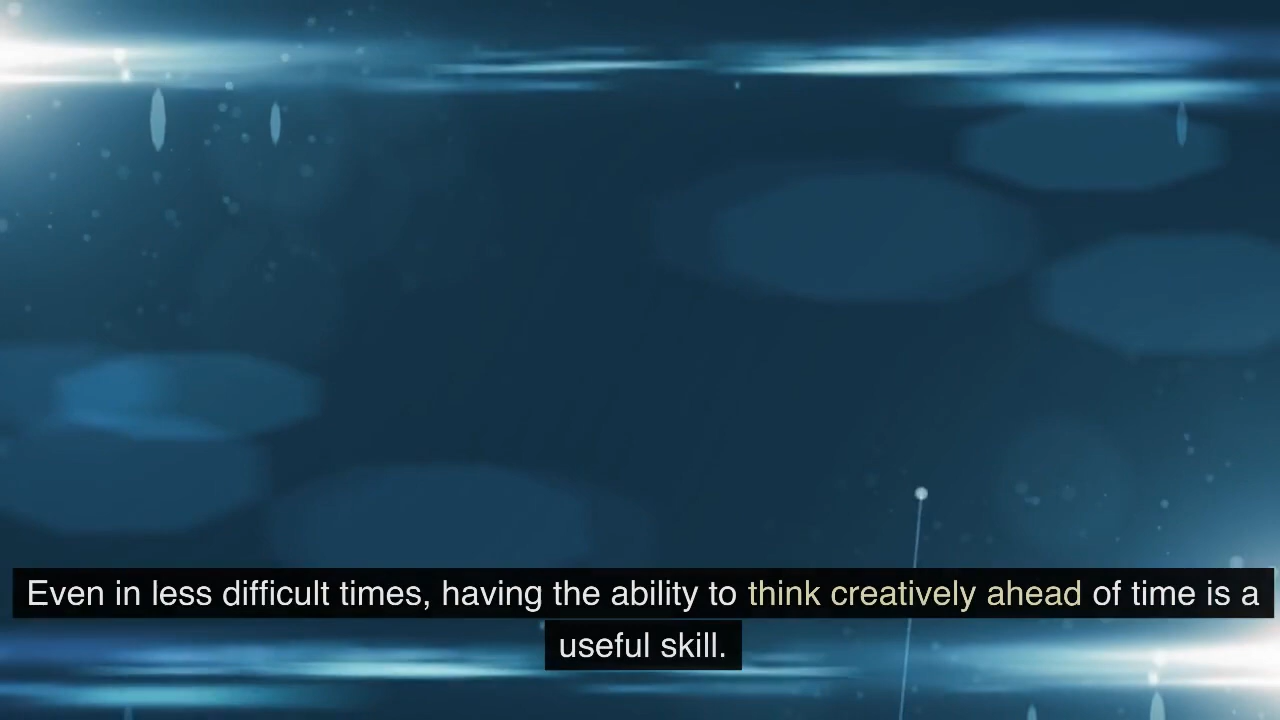 Even in less difficult times, having the ability to think creatively ahead of time is a
useful skill.